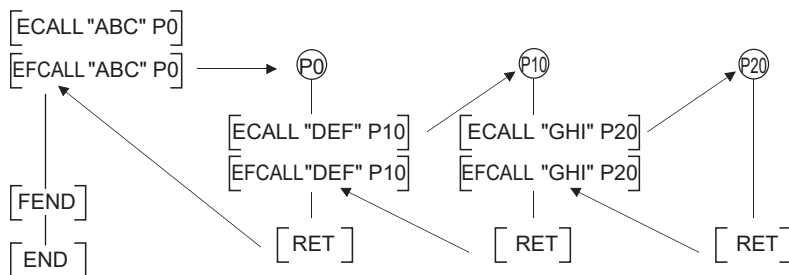 [ECALL "ABC" P0]
[EFCALL "ABC" P0]
P0
P10
P20
[ECALL "DEF" P10]
[ECALL "GHI" P20]
[EFCALL"DEF" P10]
[EFCALL "GHI" P20]
[FEND]
[END]
[RET]
[RET]
[RET]